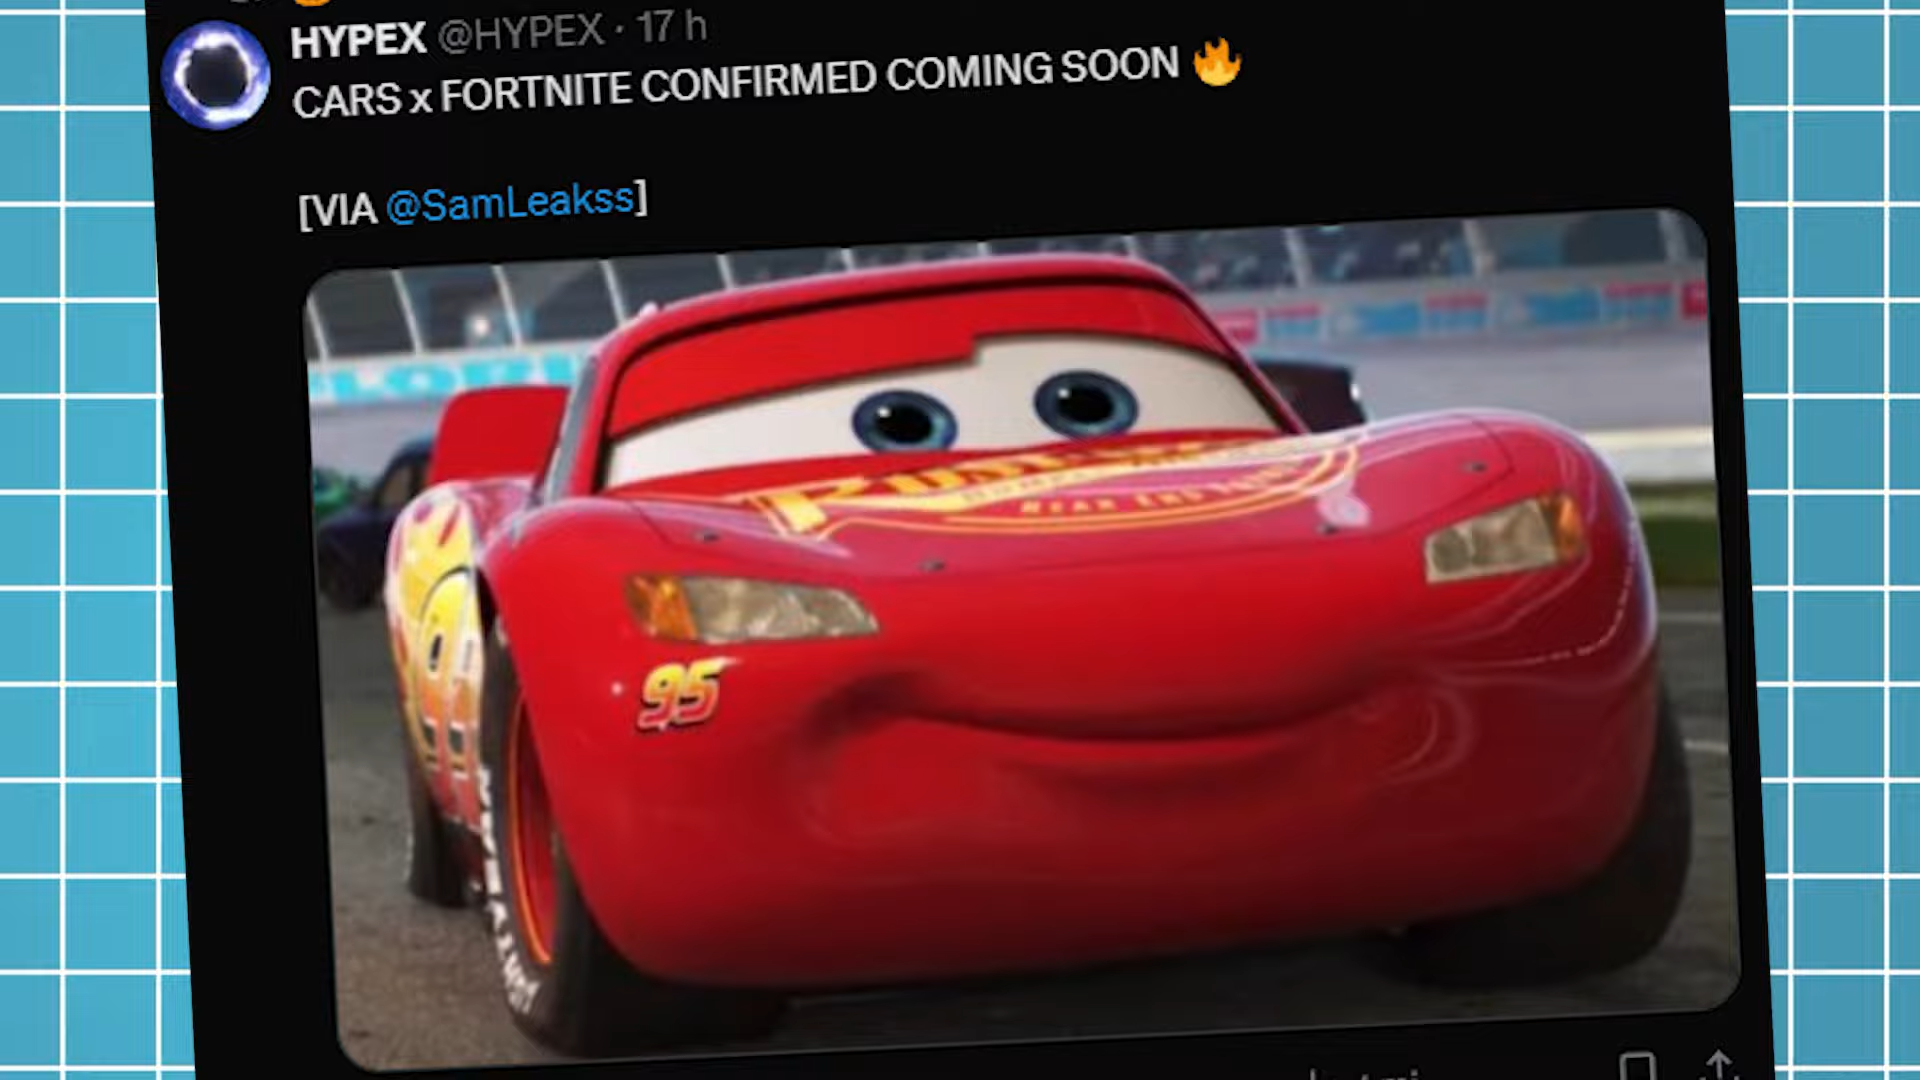 HYPEX @HYPEX · 17 h
CARS x FORTNITE CONFIRMED COMING SOON 🔥
[VIA @SamLeakss]
95